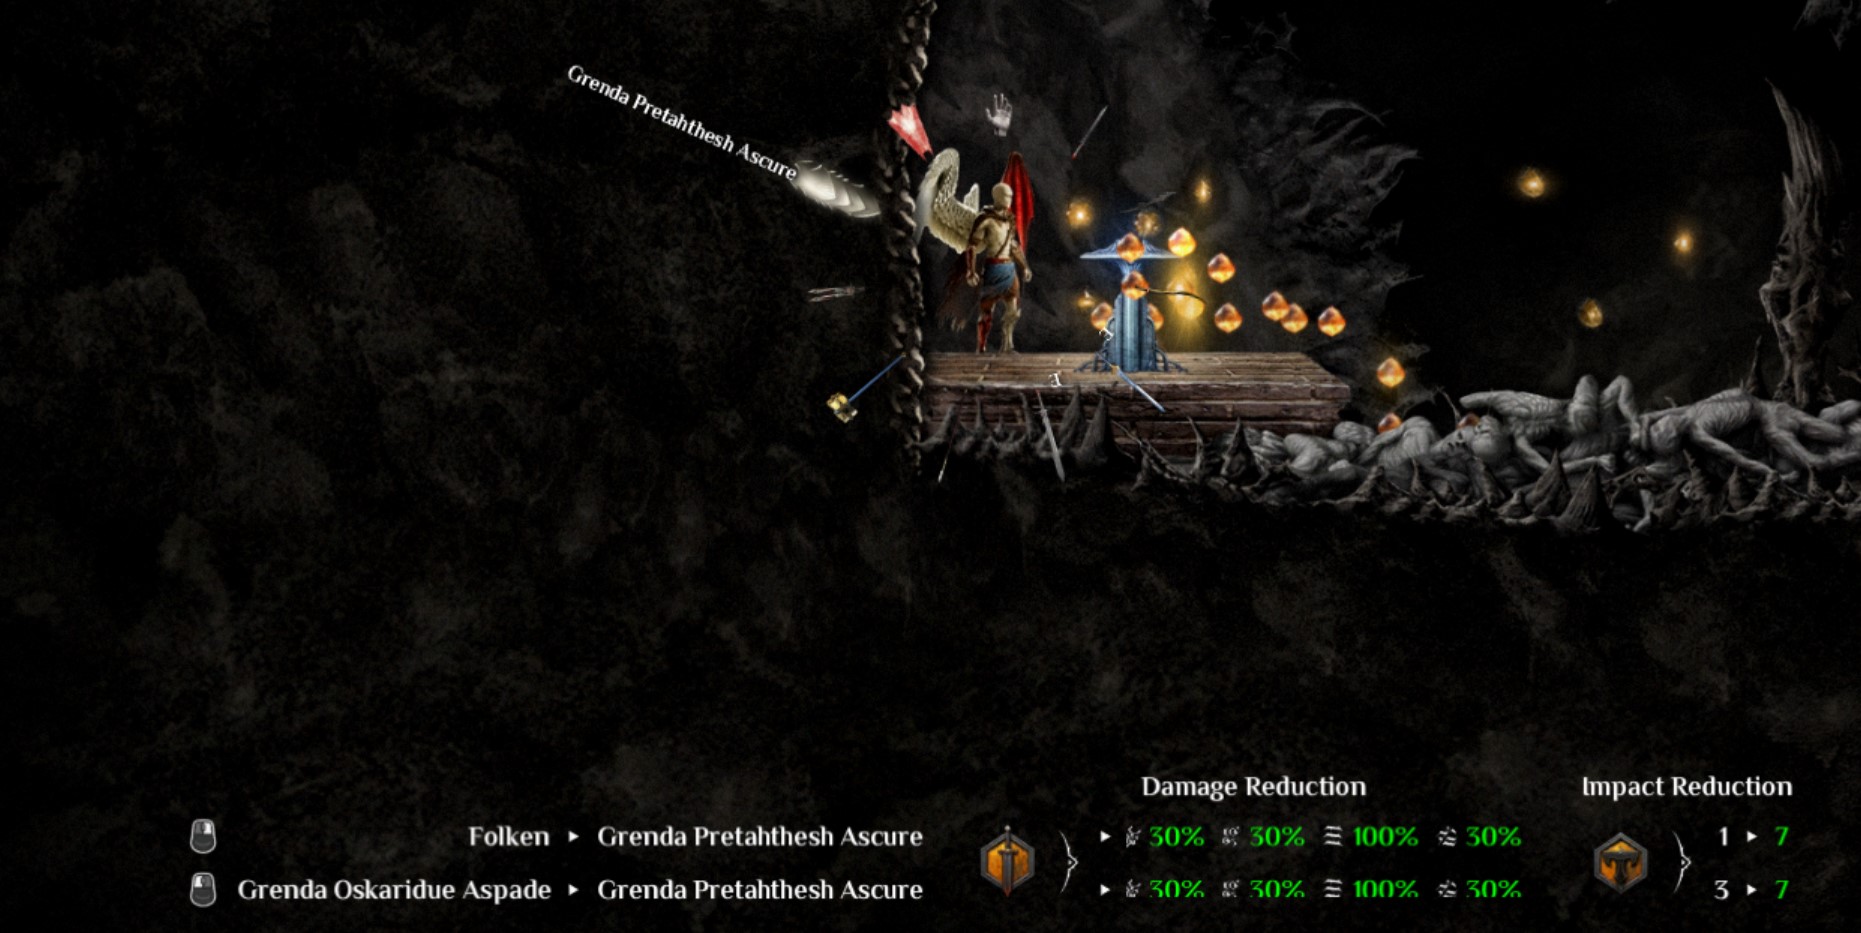 Grenda Pretahthesh Ascure
Damage Reduction
Impact Reduction
Folken ▸ Grenda Pretahthesh Ascure ▸ 30% 30% 100% 30% 1 ▸ 7
Grenda Oskaridue Aspade ▸ Grenda Pretahthesh Ascure ▸ 30% 30% 100% 30% 3 ▸ 7